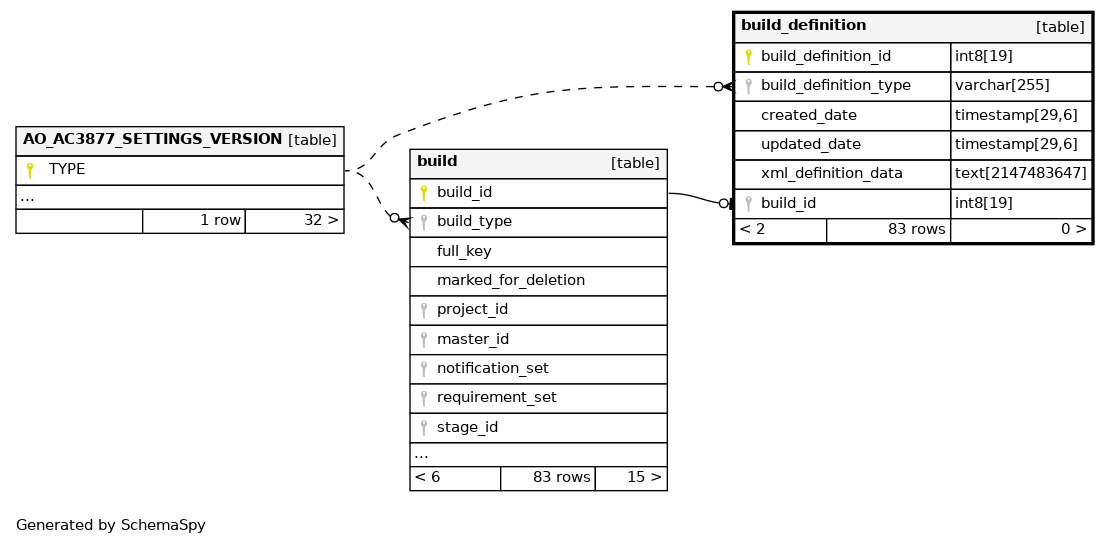 AO_AC3877_SETTINGS_VERSION [table]
TYPE
...
1 row 32 >
build [table]
build_id
build_type
full_key
marked_for_deletion
project_id
master_id
notification_set
requirement_set
stage_id
...
< 6 83 rows 15 >
build_definition [table]
build_definition_id int8[19]
build_definition_type varchar[255]
created_date timestamp[29,6]
updated_date timestamp[29,6]
xml_definition_data text[2147483647]
build_id int8[19]
< 2 83 rows 0 >
Generated by SchemaSpy